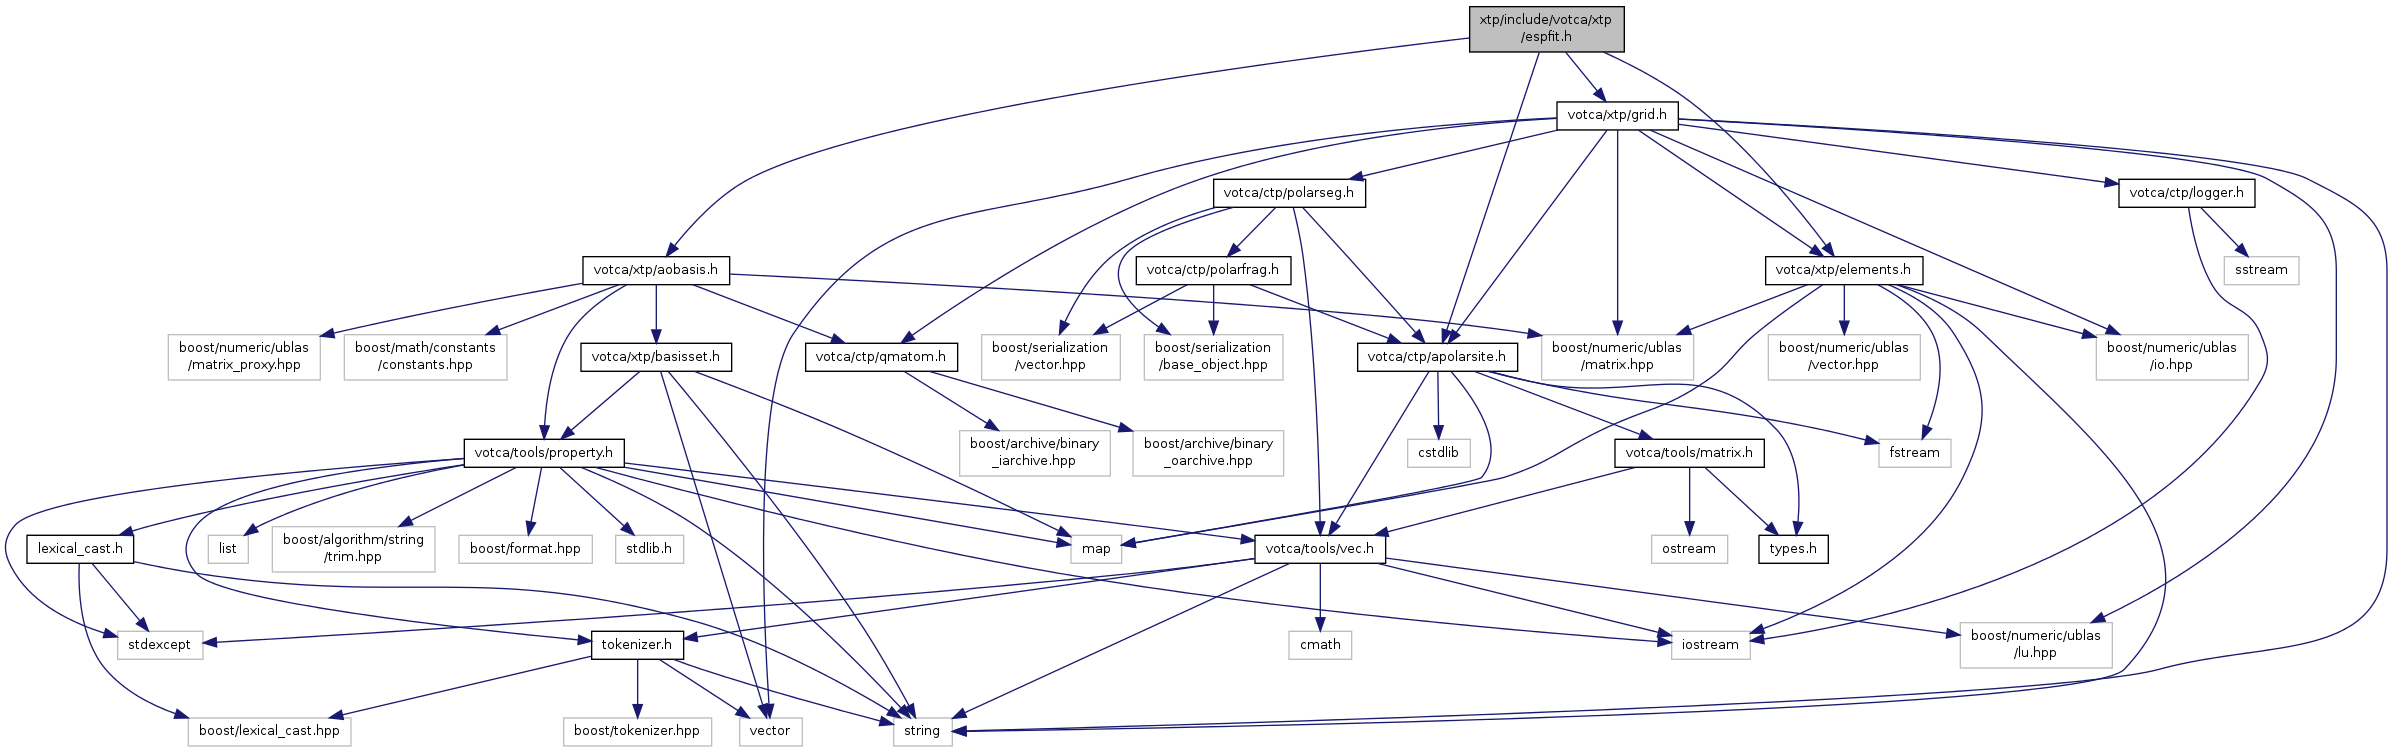 xtp/include/votca/xtp
/espfit.h
votca/xtp/grid.h
votca/ctp/polarseg.h
votca/ctp/logger.h
votca/xtp/aobasis.h
votca/ctp/polarfrag.h
votca/xtp/elements.h
sstream
boost/numeric/ublas
/matrix_proxy.hpp
boost/math/constants
/constants.hpp
votca/xtp/basisset.h
votca/ctp/qmatom.h
boost/serialization
/vector.hpp
boost/serialization
/base_object.hpp
votca/ctp/apolarsite.h
boost/numeric/ublas
/matrix.hpp
boost/numeric/ublas
/vector.hpp
boost/numeric/ublas
/io.hpp
votca/tools/property.h
boost/archive/binary
_iarchive.hpp
boost/archive/binary
_oarchive.hpp
cstdlib
votca/tools/matrix.h
fstream
lexical_cast.h
list
boost/algorithm/string
/trim.hpp
boost/format.hpp
stdlib.h
map
votca/tools/vec.h
ostream
types.h
stdexcept
tokenizer.h
cmath
iostream
boost/numeric/ublas
/lu.hpp
boost/lexical_cast.hpp
boost/tokenizer.hpp
vector
string